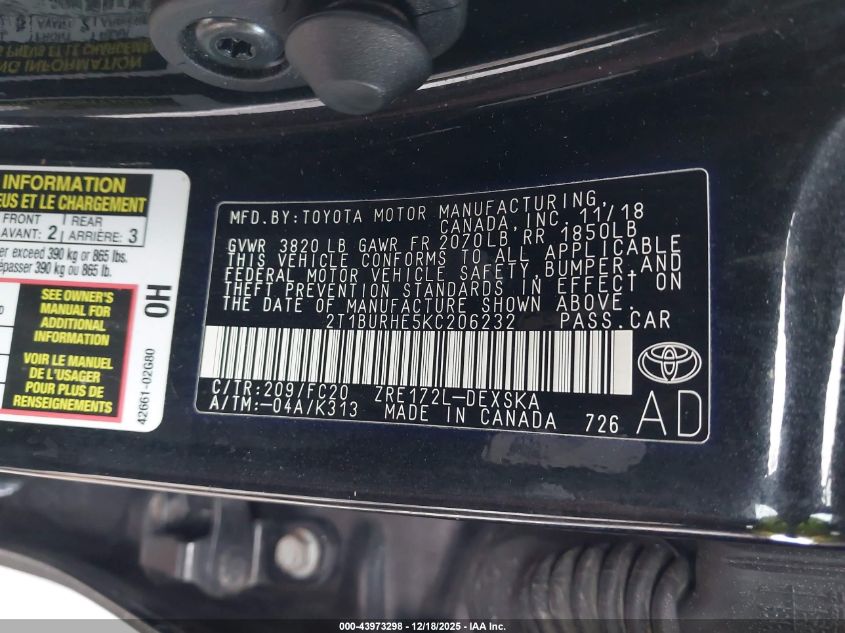 INFORMATION
EUS ET LE CHARGEMENT
FRONT
AVANT: 2
REAR
ARRIÈRE: 3
er exceed 390 kg or 865 lbs.
épasser 390 kg ou 865 lb.
SEE OWNER'S
MANUAL FOR
ADDITIONAL
INFORMATION
VOIR LE MANUEL
DE L'USAGER
POUR PLUS DE
RENSEIGNEMENTS
0H
42661-02G80
MFD.BY:TOYOTA MOTOR MANUFACTURING,
CANADA,INC. 11/18
GVWR 3820 LB GAWR FR 2070LB, RR 1850LB
THIS VEHICLE CONFORMS TO ALL APPLICABLE
FEDERAL MOTOR VEHICLE SAFETY,BUMPER,AND
THEFT PREVENTION STANDARDS IN EFFECT ON
THE DATE OF MANUFACTURE SHOWN ABOVE.
2T1BURHE5KC206232 PASS.CAR
C/TR:209/FC20 ZRE172L-DEXSKA
A/TM:-04A/K313 MADE IN CANADA 726
AD
000-43973298 - 12/18/2025 - IAA Inc.